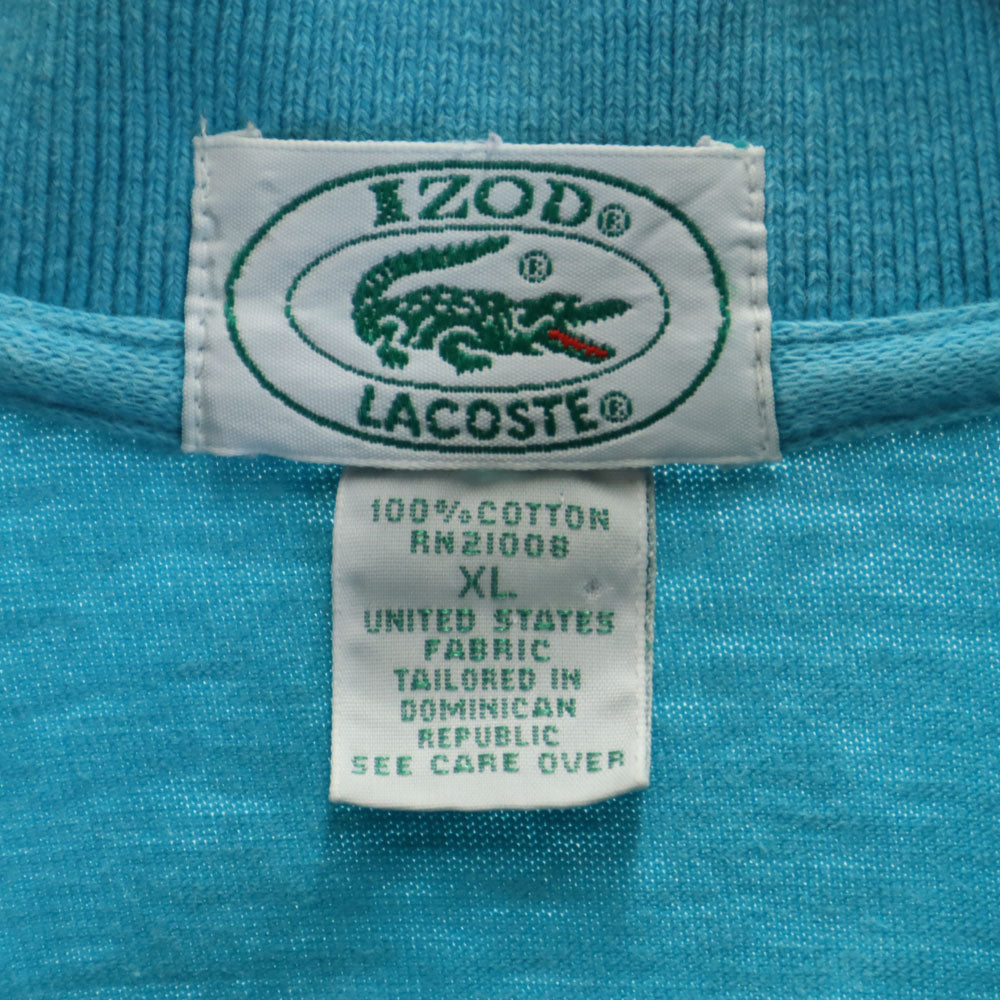 IZOD®
®
LACOSTE®
100% COTTON
RN21008
XL
UNITED STATES
FABRIC
TAILORED IN
DOMINICAN
REPUBLIC
SEE CARE OVER